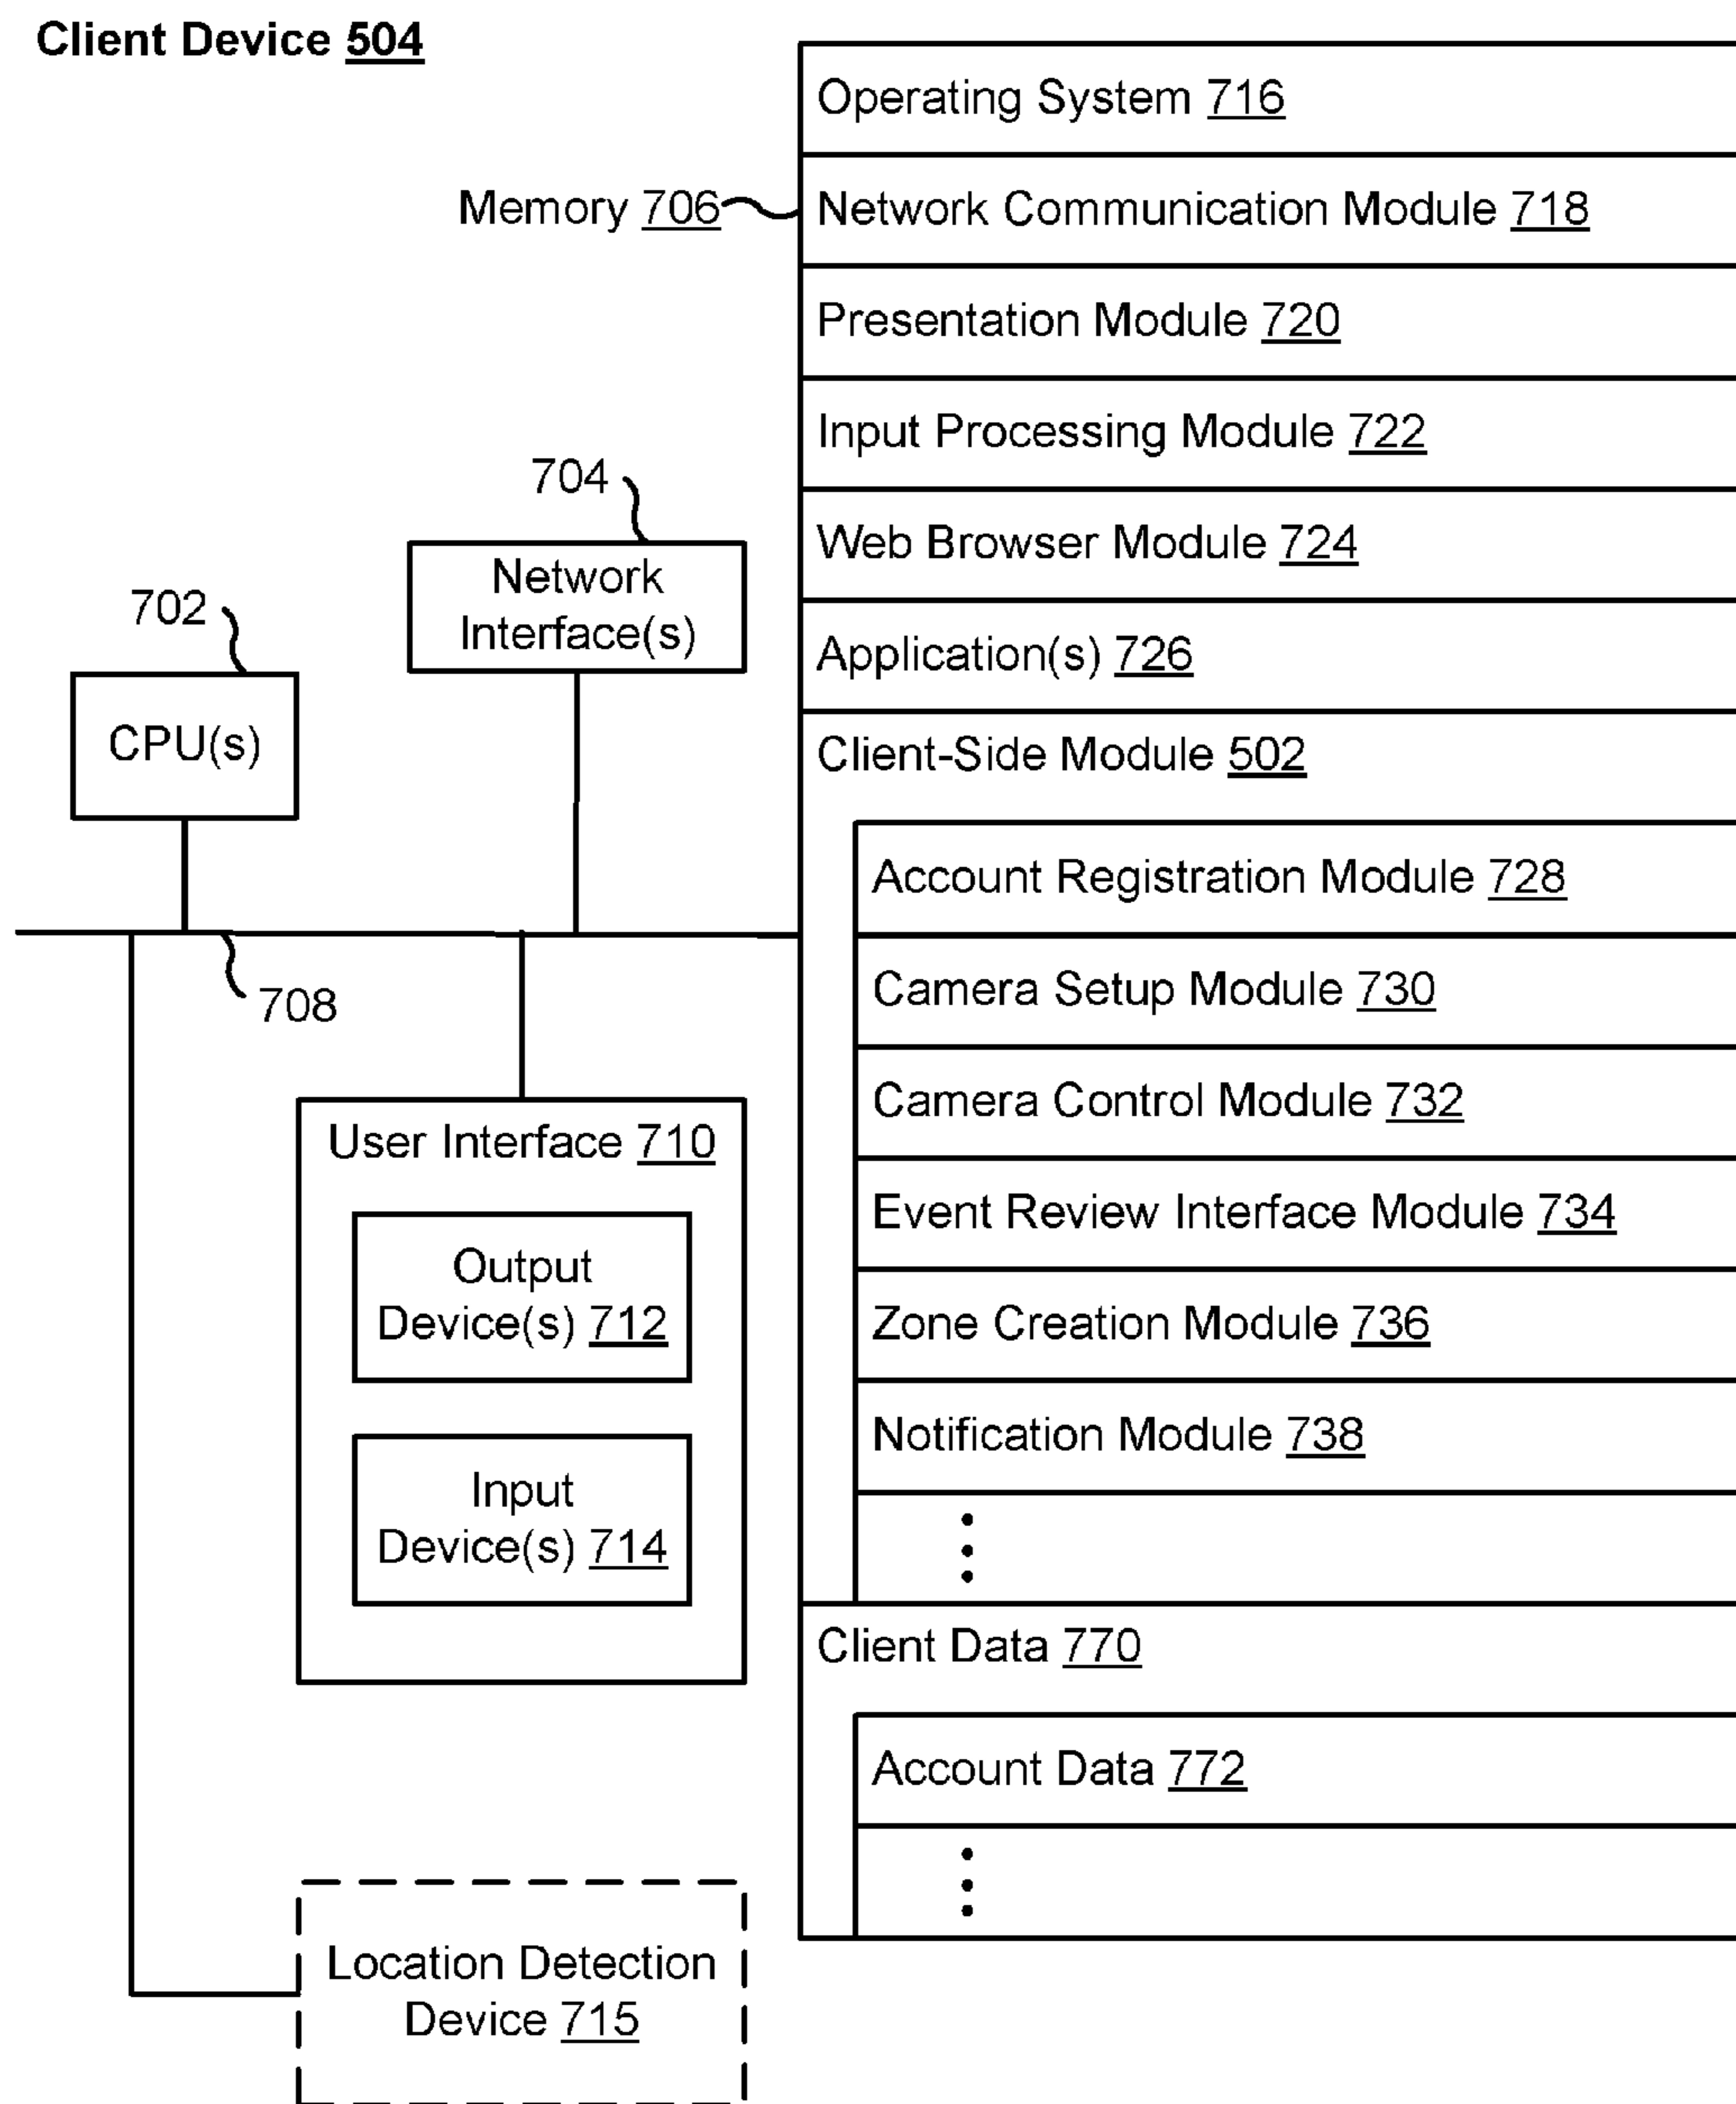 Client Device 504
Operating System 716
Memory 706
Network Communication Module 718
Presentation Module 720
Input Processing Module 722
704
Web Browser Module 724
Network
Interface(s)
702
Application(s) 726
CPU(s)
Client-Side Module 502
Account Registration Module 728
708
Camera Setup Module 730
Camera Control Module 732
User Interface 710
Event Review Interface Module 734
Output
Device(s) 712
Zone Creation Module 736
Notification Module 738
Input
Device(s) 714
Client Data 770
Account Data 772
Location Detection
Device 715